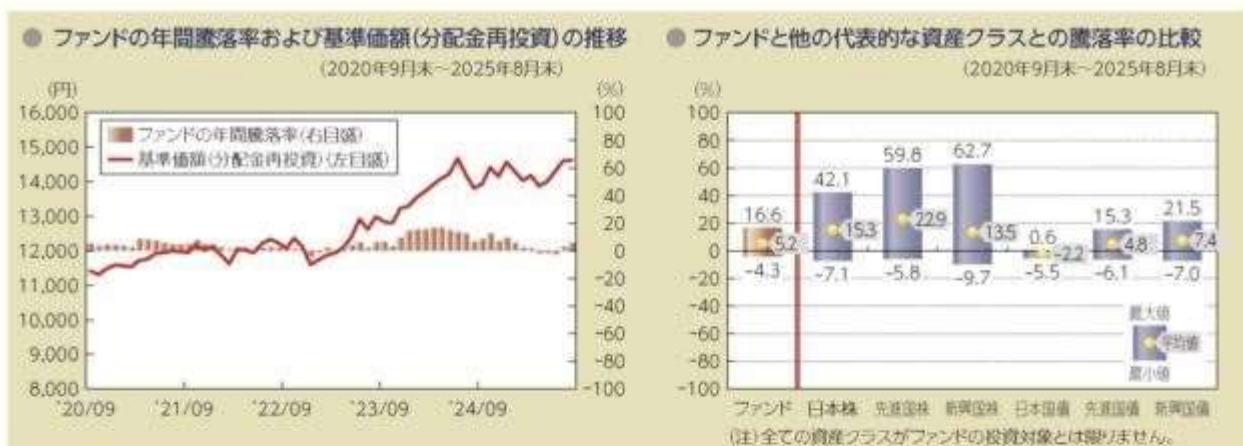 ● ファンドの年間騰落率および基準価額(分配金再投資)の推移
(2020年9月末~2025年8月末)
(円)
(%)
16,000
15,000
14,000
13,000
12,000
11,000
10,000
9,000
8,000
100
80
60
40
20
0
-20
-40
-60
-80
-100
ファンドの年間騰落率(右目盛)
基準価額(分配金再投資)(左目盛)
'20/09 '21/09 '22/09 '23/09 '24/09
● ファンドと他の代表的な資産クラスとの騰落率の比較
(2020年9月末~2025年8月末)
(%)
100
80
60
40
20
0
-20
-40
-60
-80
-100
16.6 42.1 59.8 62.7 0.6 15.3 21.5
5.2 15.3 22.9 13.5 -2.2 4.8 7.4
-4.3 -7.1 -5.8 -9.7 -5.5 -6.1 -7.0
最大値
平均値
最小値
ファンド 日本株 先進国株 新興国株 日本国債 先進国債 新興国債
(注)全ての資産クラスがファンドの投資対象とは限りません。